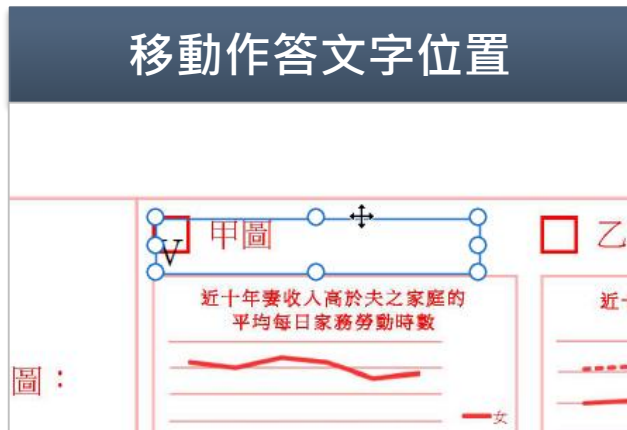 移動作答文字位置
甲圖
乙
V
近十年妻收入高於夫之家庭的
平均每日家務勞動時數
近十
圖：
女